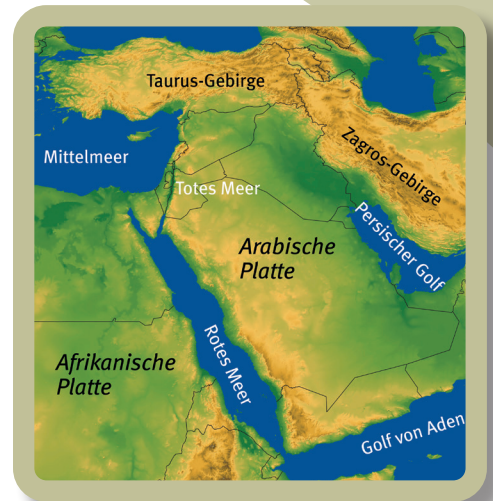 Taurus-Gebirge
Mittelmeer
Zagros-Gebirge
Totes Meer
Persischer Golf
Arabische
Platte
Rotes Meer
Afrikanische
Platte
Golf von Aden